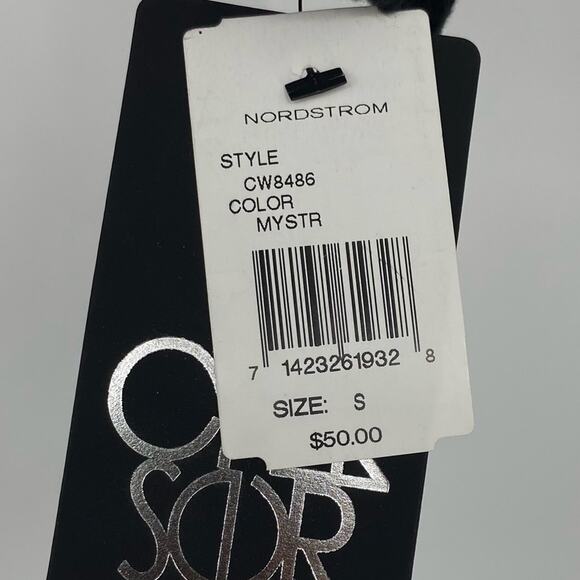 NORDSTROM
STYLE
CW8486
COLOR
MYSTR
7 1423261932 8
SIZE: S
$50.00